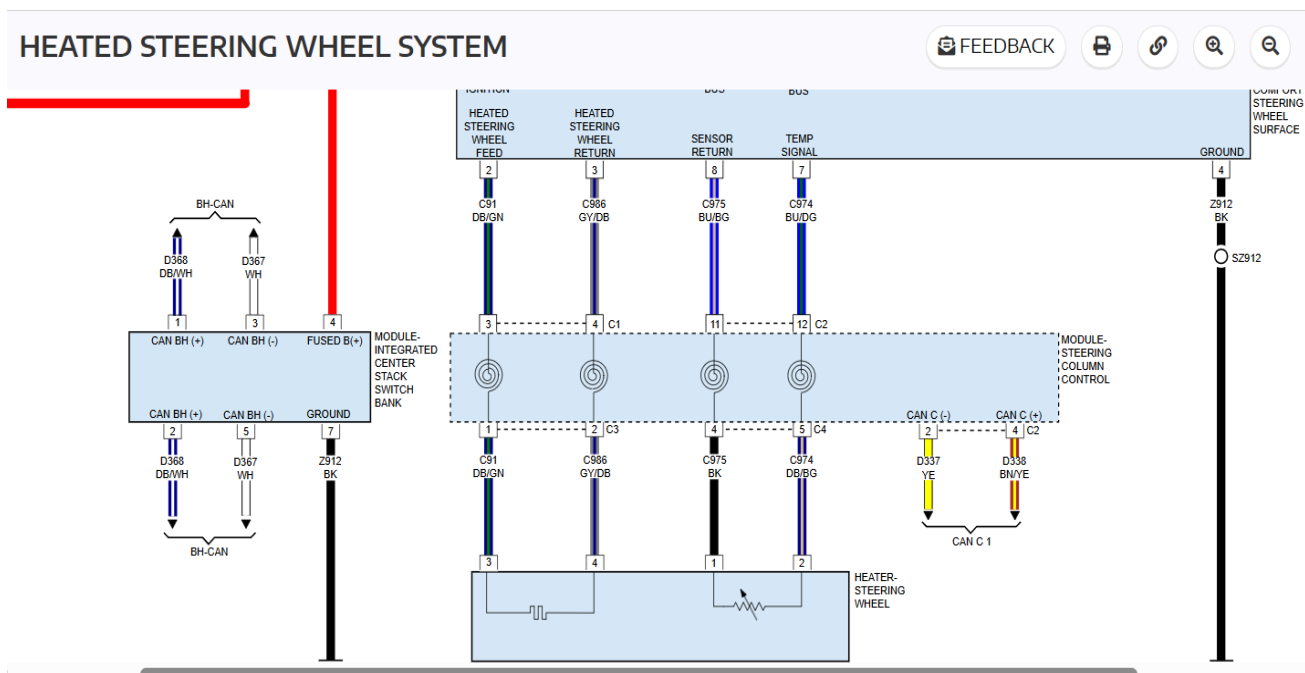 HEATED STEERING WHEEL SYSTEM
FEEDBACK
IGNITION
BUS
BUS
COMFORT
STEERING
WHEEL
SURFACE
HEATED
STEERING
WHEEL
FEED
HEATED
STEERING
WHEEL
RETURN
SENSOR
RETURN
TEMP
SIGNAL
GROUND
2
3
8
7
4
C91
DB/GN
C986
GY/DB
C975
BU/BG
C974
BU/DG
Z912
BK
SZ912
BH-CAN
D368
DB/WH
D367
WH
1
3
4
CAN BH (+)
CAN BH (-)
FUSED B(+)
MODULE-
INTEGRATED
CENTER
STACK
SWITCH
BANK
CAN BH (+)
CAN BH (-)
GROUND
2
5
7
D368
DB/WH
D367
WH
Z912
BK
BH-CAN
3
4
C1
11
12
C2
MODULE-
STEERING
COLUMN
CONTROL
CAN C (-)
CAN C (+)
1
2
C3
4
5
C4
2
4
C2
C91
DB/GN
C986
GY/DB
C975
BK
C974
DB/BG
D337
YE
D338
BN/YE
CAN C 1
3
4
1
2
HEATER-
STEERING
WHEEL